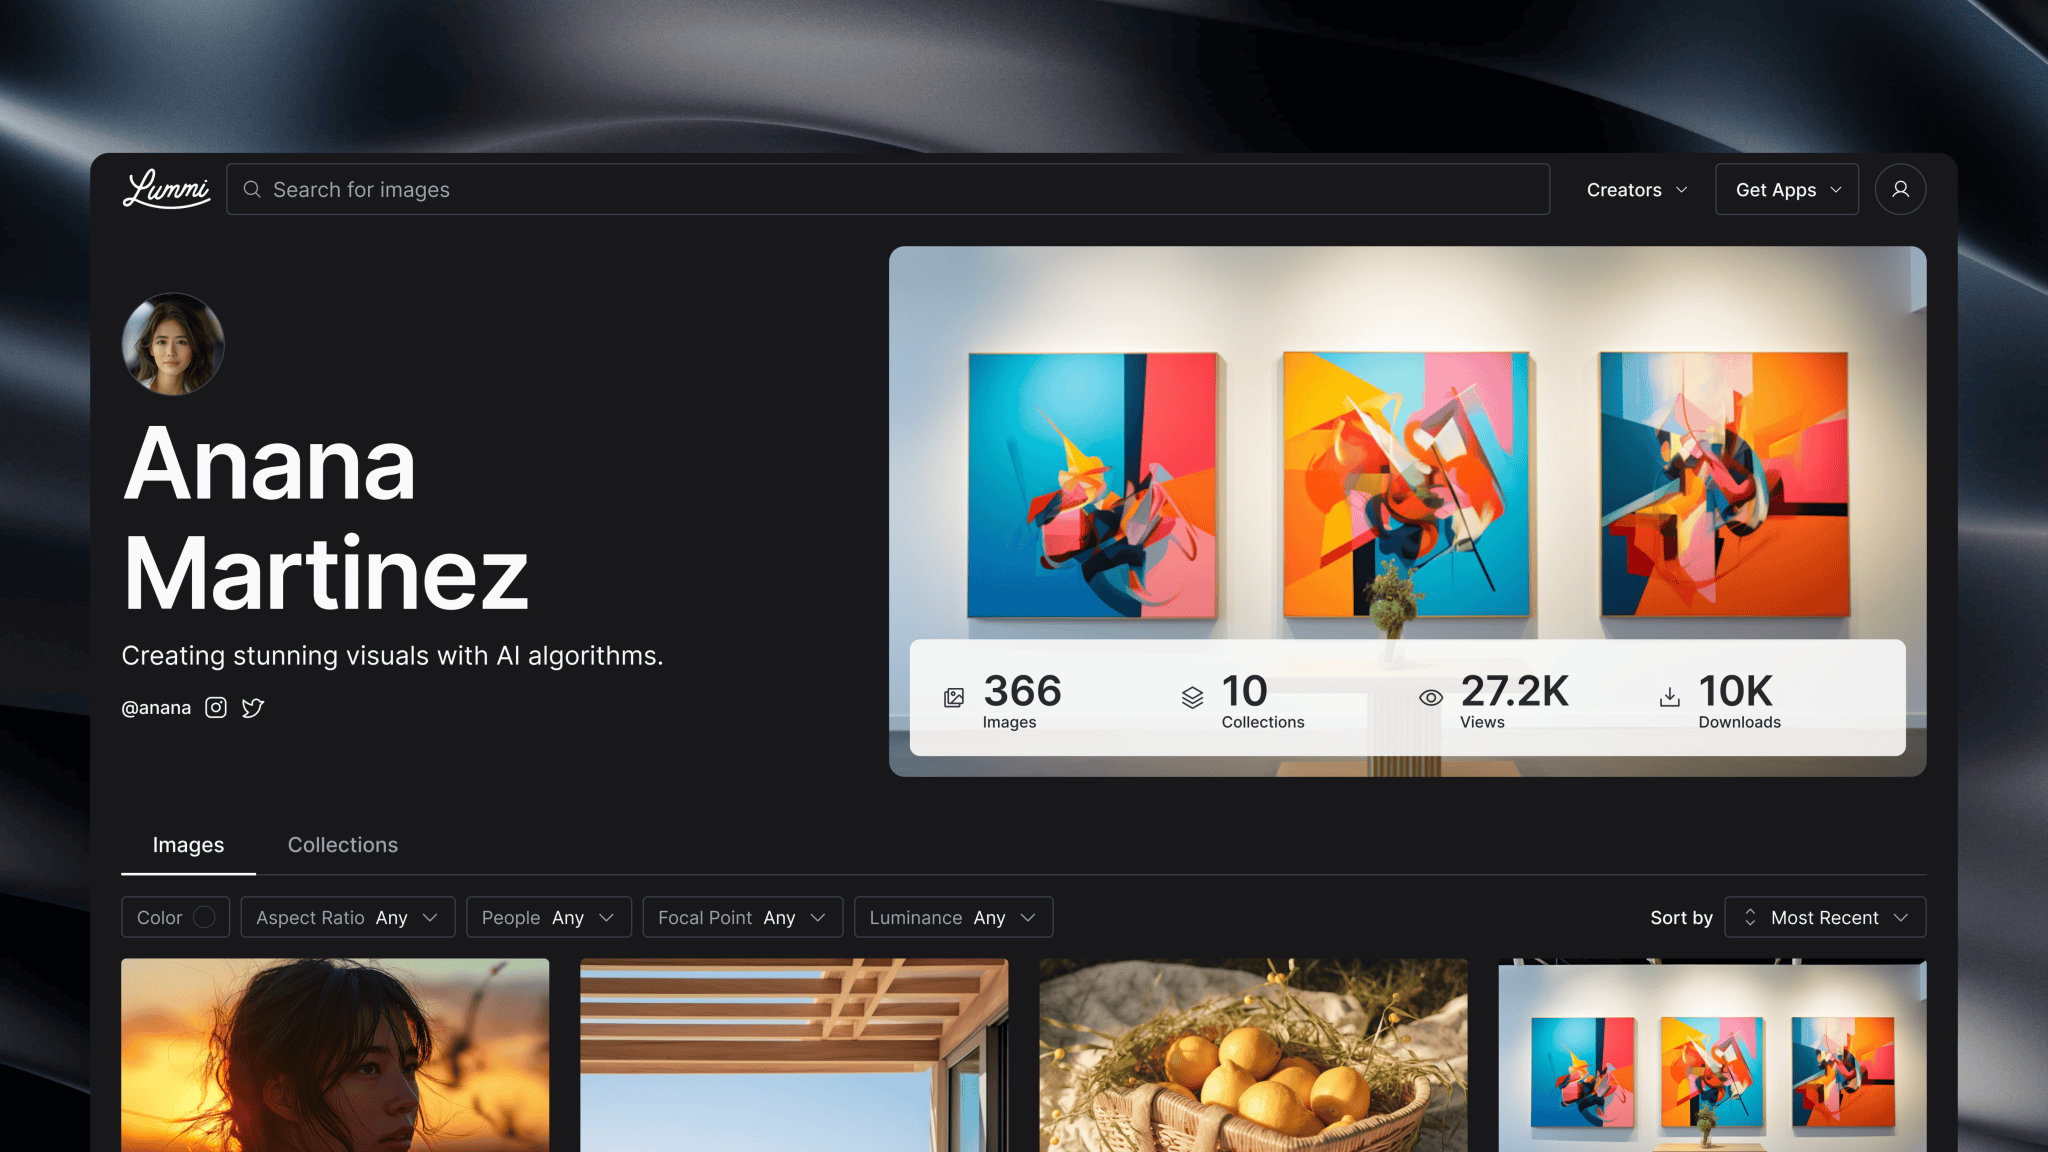 Lummi
Search for images
Creators
Get Apps
Anana
Martinez
Creating stunning visuals with AI algorithms.
@anana
366
Images
10
Collections
27.2K
Views
10K
Downloads
Images
Collections
Color
Aspect Ratio Any
People Any
Focal Point Any
Luminance Any
Sort by
Most Recent